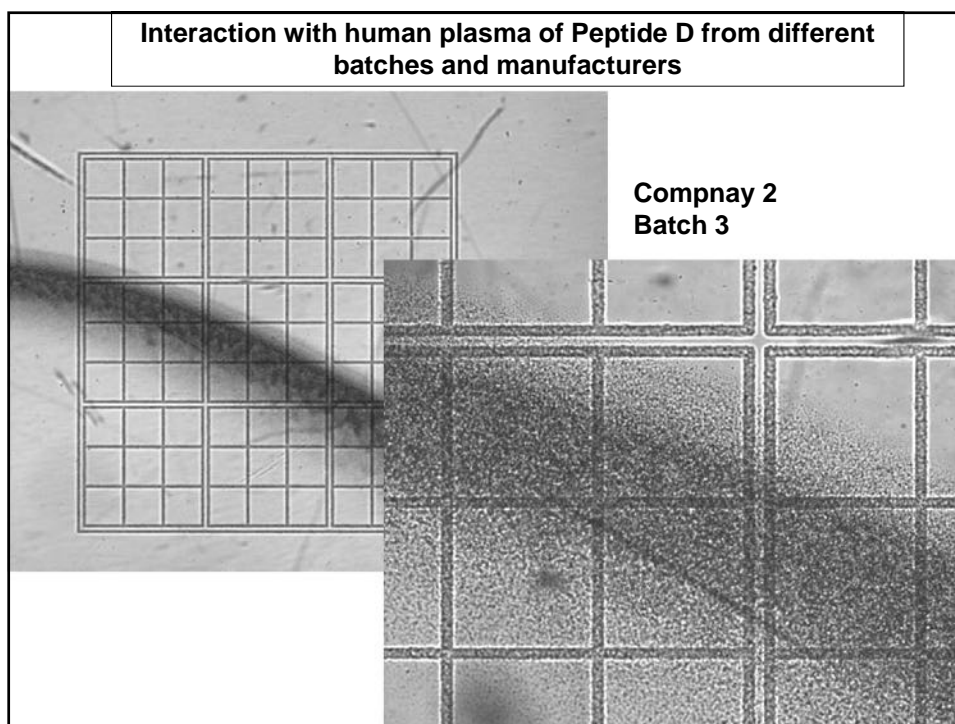 Interaction with human plasma of Peptide D from different
batches and manufacturers
Compnay 2
Batch 3